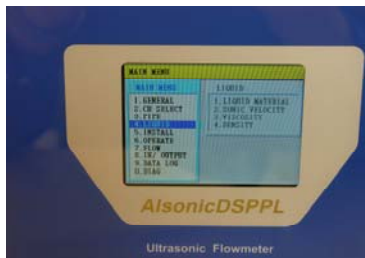 MAIN MENU
MAIN MENU
1.GENERAL
2.CH SELECT
3.PIPE
4.LIQUID
5.INSTALL
6.OPERATE
7.FLOW
8.IN/ OUTPUT
9.DATA LOG
0.DIAG
LIQUID
1.LIQUID MATERIAL
2.SONIC VELOCITY
3.VISCOSITY
4.DENSITY
AlsonicDSPPL
Ultrasonic Flowmeter